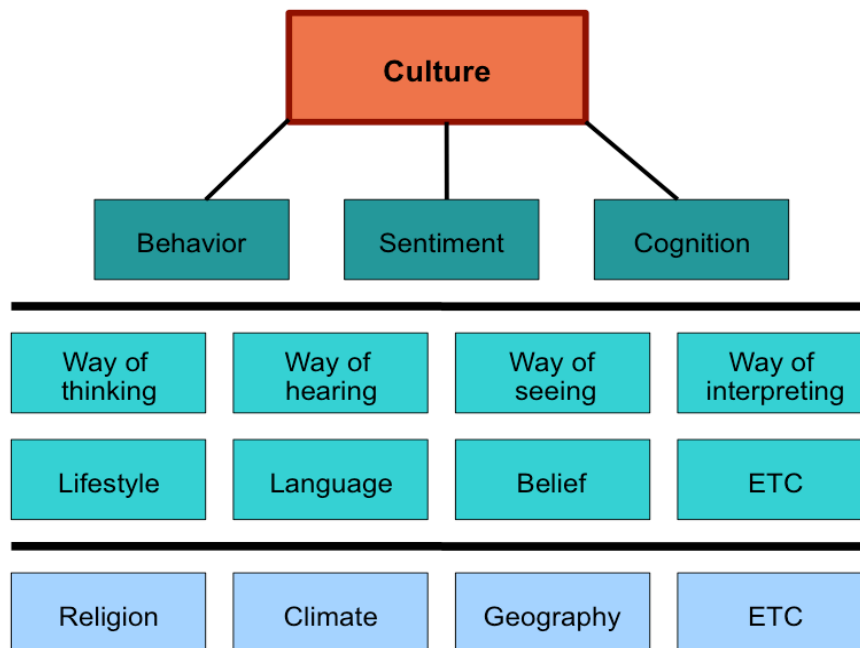 Culture
Behavior
Sentiment
Cognition
Way of
thinking
Way of
hearing
Way of
seeing
Way of
interpreting
Lifestyle
Language
Belief
ETC
Religion
Climate
Geography
ETC